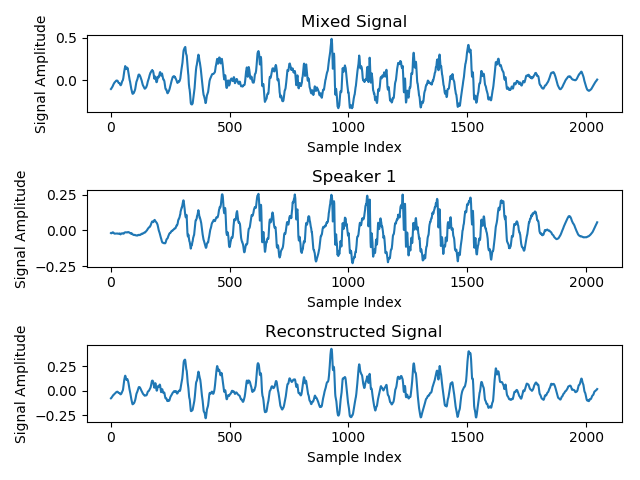 Mixed Signal
Signal Amplitude
0.5
0.0
0 500 1000 1500 2000
Sample Index
Speaker 1
Signal Amplitude
0.25
0.00
−0.25
0 500 1000 1500 2000
Sample Index
Reconstructed Signal
Signal Amplitude
0.25
0.00
−0.25
0 500 1000 1500 2000
Sample Index